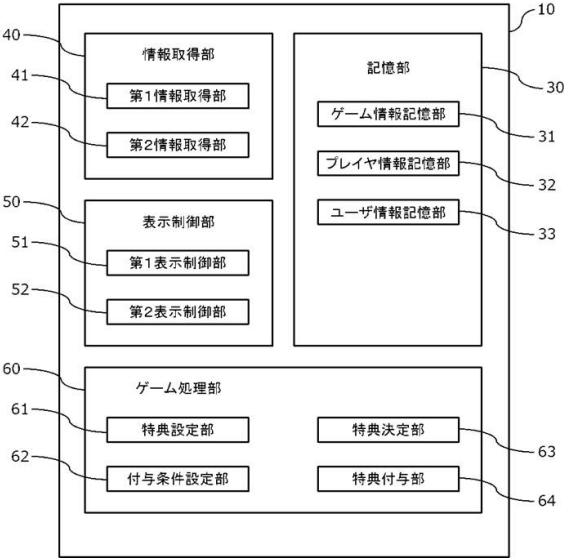 10
40
情報取得部
41
第1情報取得部
42
第2情報取得部
記憶部
30
ゲーム情報記憶部
31
プレイヤ情報記憶部
32
ユーザ情報記憶部
33
50
表示制御部
51
第1表示制御部
52
第2表示制御部
60
ゲーム処理部
61
特典設定部
62
付与条件設定部
特典決定部
63
特典付与部
64